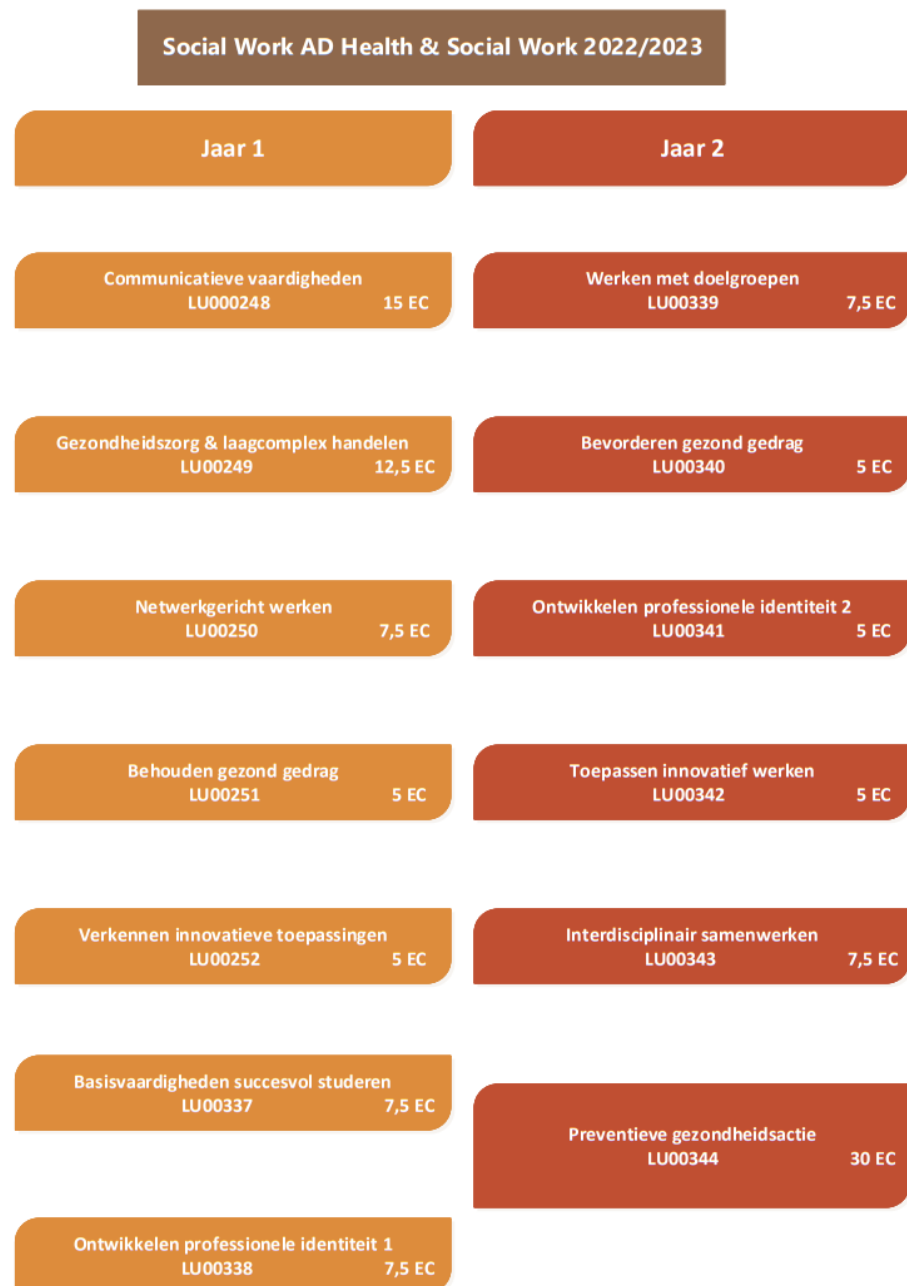 Social Work AD Health & Social Work 2022/2023
Jaar 1
Communicatieve vaardigheden
LU000248 15 EC
Gezondheidszorg & laagcomplex handelen
LU00249 12,5 EC
Netwerkgericht werken
LU00250 7,5 EC
Behouden gezond gedrag
LU00251 5 EC
Verkennen innovatieve toepassingen
LU00252 5 EC
Basisvaardigheden succesvol studeren
LU00337 7,5 EC
Ontwikkelen professionele identiteit 1
LU00338 7,5 EC
Jaar 2
Werken met doelgroepen
LU00339 7,5 EC
Bevorderen gezond gedrag
LU00340 5 EC
Ontwikkelen professionele identiteit 2
LU00341 5 EC
Toepassen innovatief werken
LU00342 5 EC
Interdisciplinair samenwerken
LU00343 7,5 EC
Preventieve gezondheidsactie
LU00344 30 EC